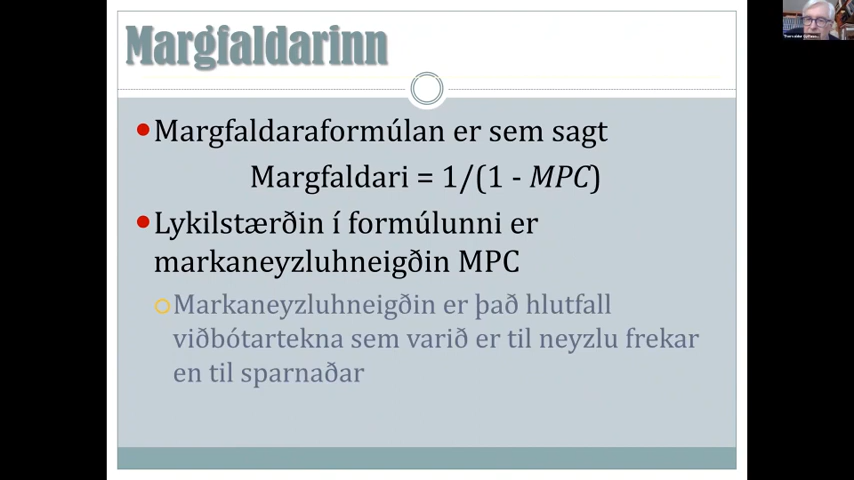 Margfaldarinn
Margfaldaraformúlan er sem sagt
Margfaldari = 1/(1 - MPC)
Lykilstærðin í formúlunni er
markaneyzluhneigðin MPC
Markaneyzluhneigðin er það hlutfall
viðbótartekna sem varið er til neyzlu frekar
en til sparnaðar